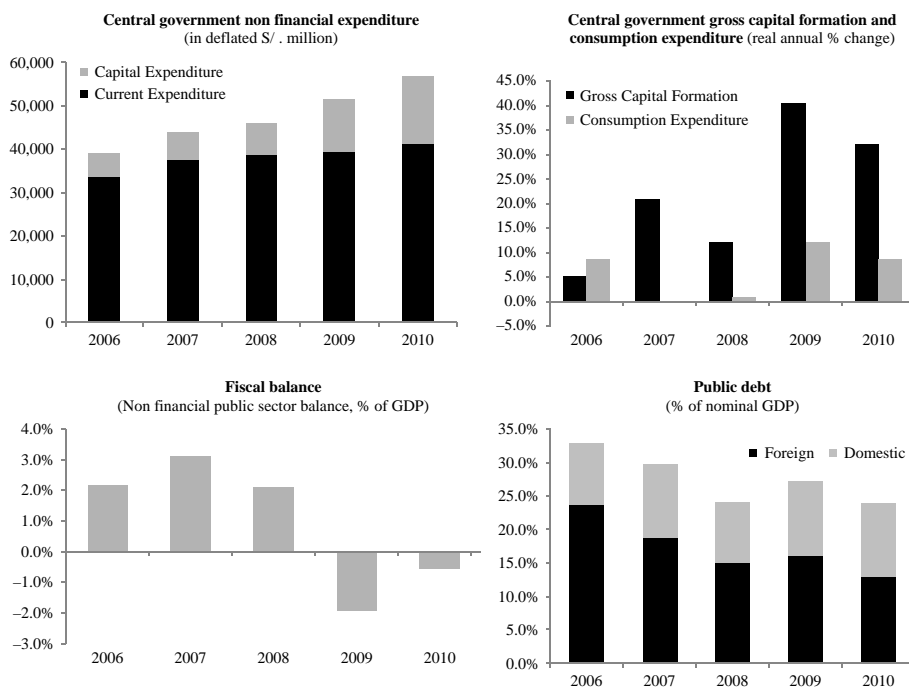 Central government non financial expenditure
(in deflated S/ . million)
60,000
50,000
40,000
30,000
20,000
10,000
0
Capital Expenditure
Current Expenditure
2006 2007 2008 2009 2010
Central government gross capital formation and
consumption expenditure (real annual % change)
45.0%
40.0%
35.0%
30.0%
25.0%
20.0%
15.0%
10.0%
5.0%
0.0%
–5.0%
Gross Capital Formation
Consumption Expenditure
2006 2007 2008 2009 2010
Fiscal balance
(Non financial public sector balance, % of GDP)
4.0%
3.0%
2.0%
1.0%
0.0%
–1.0%
–2.0%
–3.0%
2006 2007 2008 2009 2010
Public debt
(% of nominal GDP)
35.0%
30.0%
25.0%
20.0%
15.0%
10.0%
5.0%
0.0%
Foreign Domestic
2006 2007 2008 2009 2010